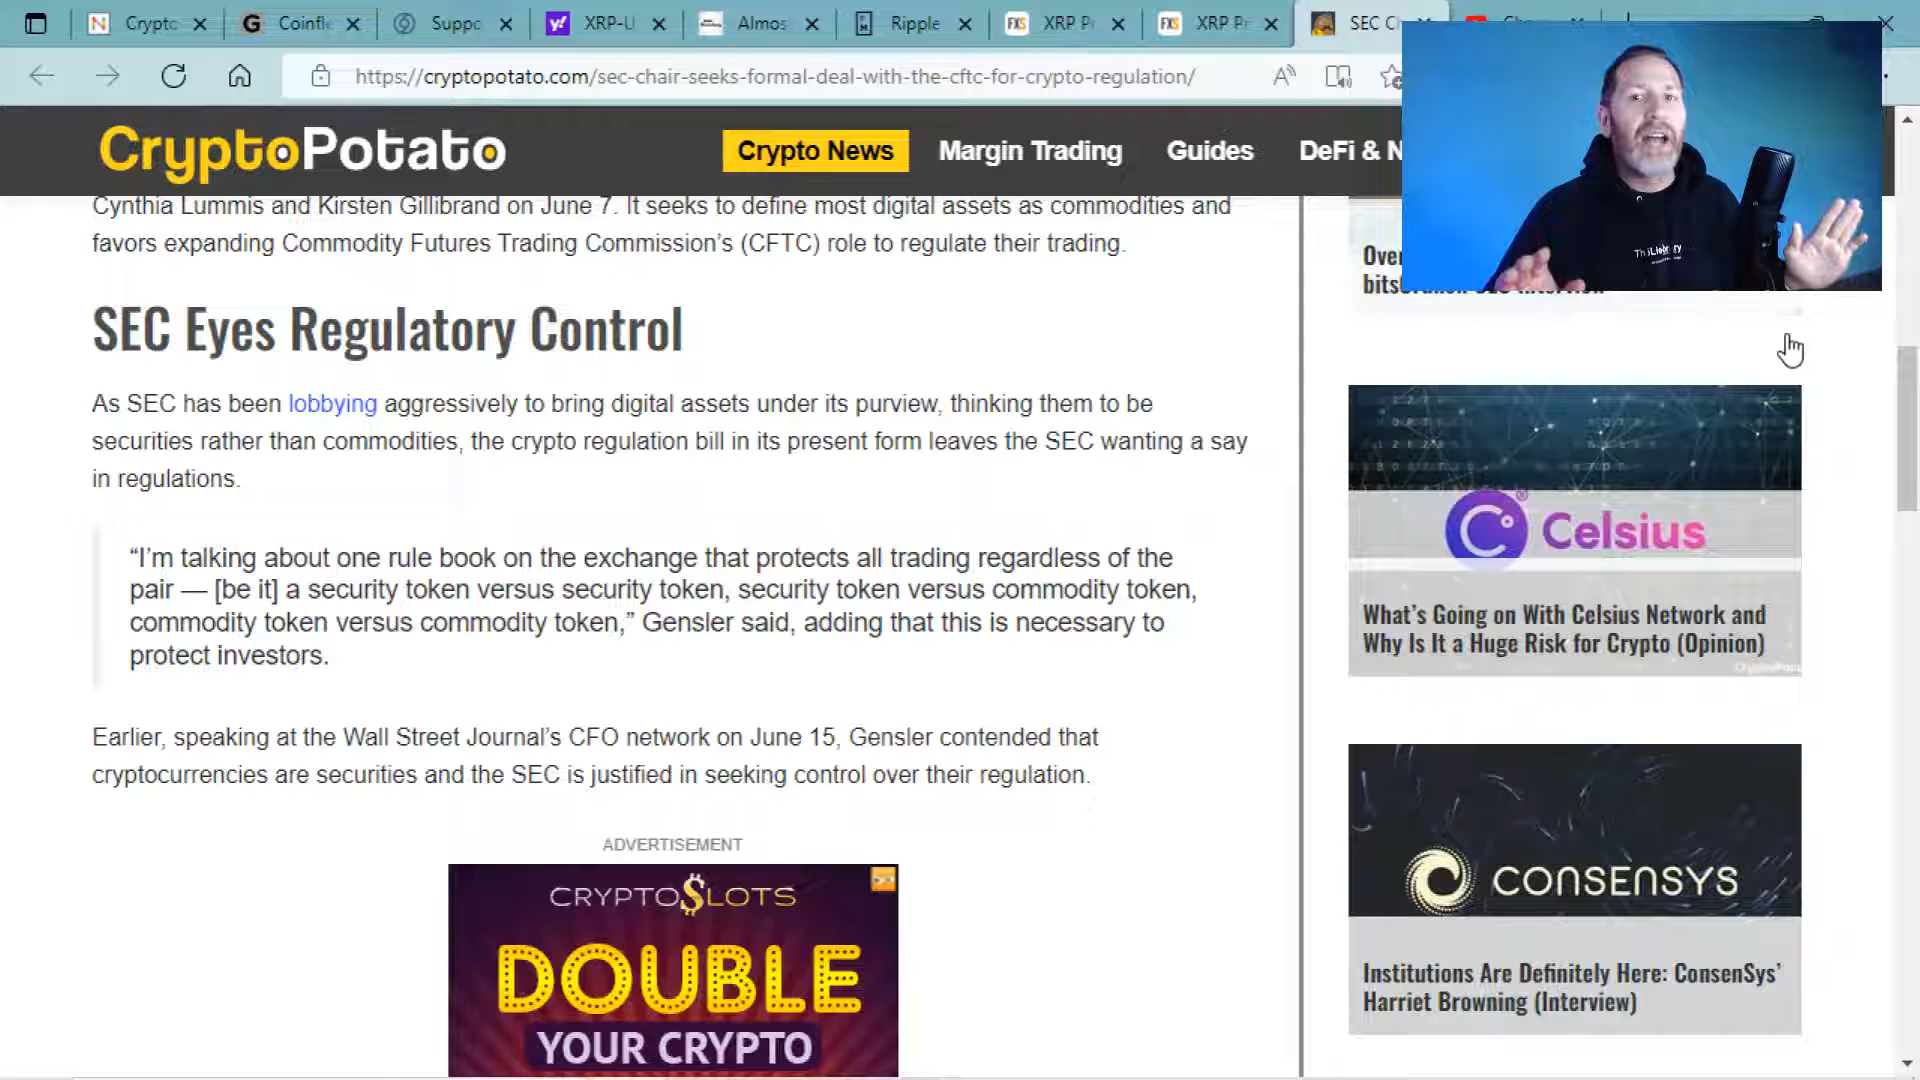 Crypto
Coinfle
Suppo
XRP-U
Almos
Ripple
FXS
XRP P
FXS
XRP Pr
SEC C
https://cryptopotato.com/sec-chair-seeks-formal-deal-with-the-cftc-for-crypto-regulation/
CryptoPotato
Crypto News
Margin Trading
Guides
DeFi & N
Cynthia Lummis and Kirsten Gillibrand on June 7. It seeks to define most digital assets as commodities and
favors expanding Commodity Futures Trading Commission’s (CFTC) role to regulate their trading.
SEC Eyes Regulatory Control
As SEC has been lobbying aggressively to bring digital assets under its purview, thinking them to be
securities rather than commodities, the crypto regulation bill in its present form leaves the SEC wanting a say
in regulations.
“I’m talking about one rule book on the exchange that protects all trading regardless of the
pair — [be it] a security token versus security token, security token versus commodity token,
commodity token versus commodity token,” Gensler said, adding that this is necessary to
protect investors.
Earlier, speaking at the Wall Street Journal’s CFO network on June 15, Gensler contended that
cryptocurrencies are securities and the SEC is justified in seeking control over their regulation.
ADVERTISEMENT
CRYPTO$LOTS
DOUBLE
YOUR CRYPTO
Over
Celsius
What’s Going on With Celsius Network and
Why Is It a Huge Risk for Crypto (Opinion)
CONSENSYS
Institutions Are Definitely Here: ConsenSys’
Harriet Browning (Interview)